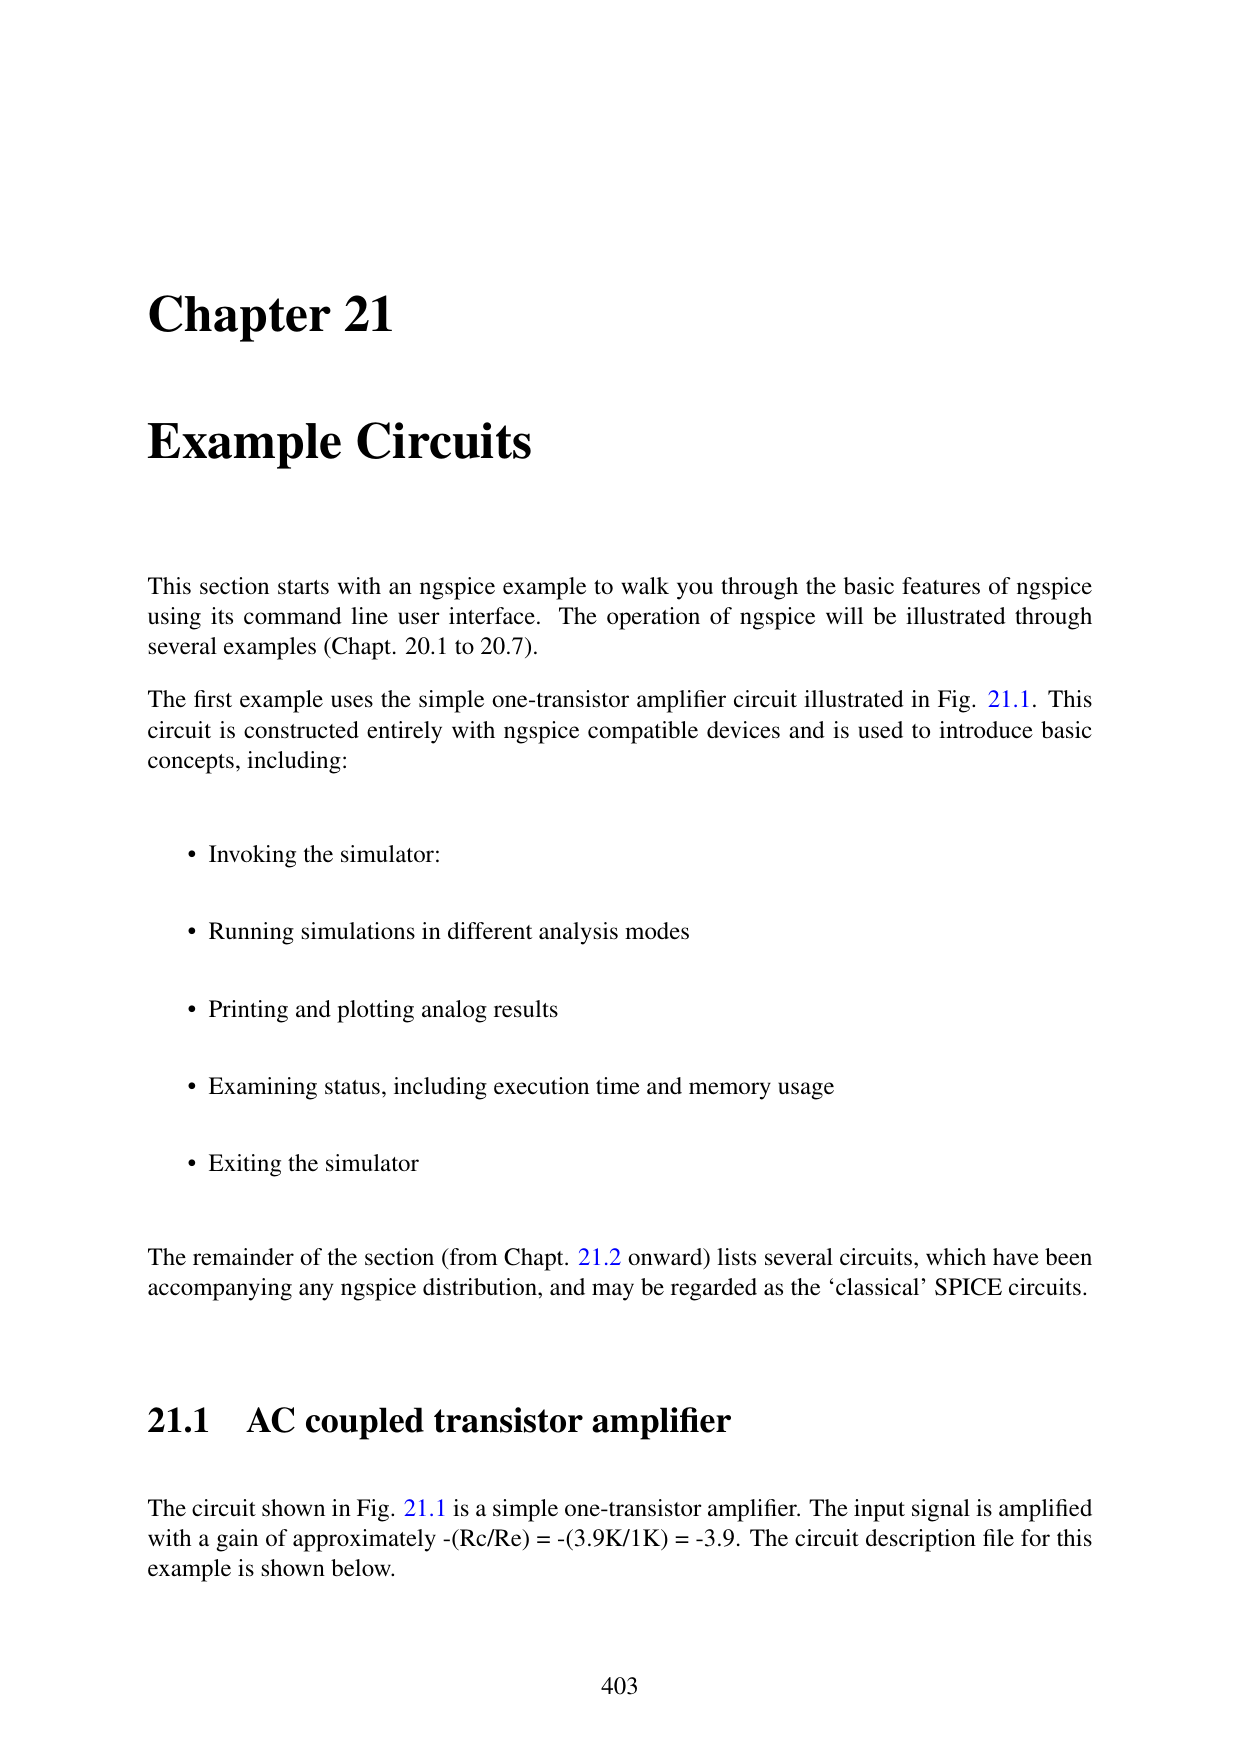 Chapter 21
Example Circuits
This section starts with an ngspice example to walk you through the basic features of ngspice
using its command line user interface. The operation of ngspice will be illustrated through
several examples (Chapt. 20.1 to 20.7).
The first example uses the simple one-transistor amplifier circuit illustrated in Fig. 21.1. This
circuit is constructed entirely with ngspice compatible devices and is used to introduce basic
concepts, including:
• Invoking the simulator:
• Running simulations in different analysis modes
• Printing and plotting analog results
• Examining status, including execution time and memory usage
• Exiting the simulator
The remainder of the section (from Chapt. 21.2 onward) lists several circuits, which have been
accompanying any ngspice distribution, and may be regarded as the ‘classical’ SPICE circuits.
21.1 AC coupled transistor amplifier
The circuit shown in Fig. 21.1 is a simple one-transistor amplifier. The input signal is amplified
with a gain of approximately -(Rc/Re) = -(3.9K/1K) = -3.9. The circuit description file for this
example is shown below.
403